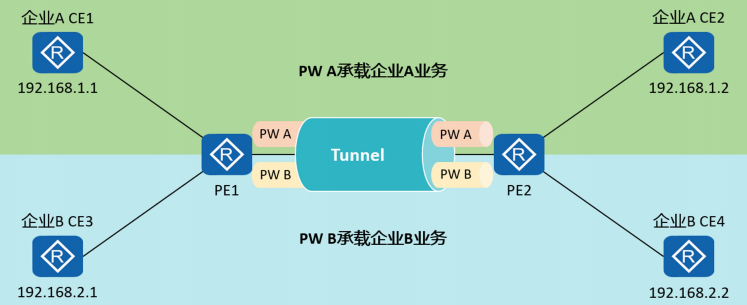 企业A CE1
企业A CE2
R
R
192.168.1.1
192.168.1.2
PW A承载企业A业务
PW A
PW A
R
Tunnel
R
PW B
PW B
PE1
PE2
企业B CE3
企业B CE4
PW B承载企业B业务
R
R
192.168.2.1
192.168.2.2